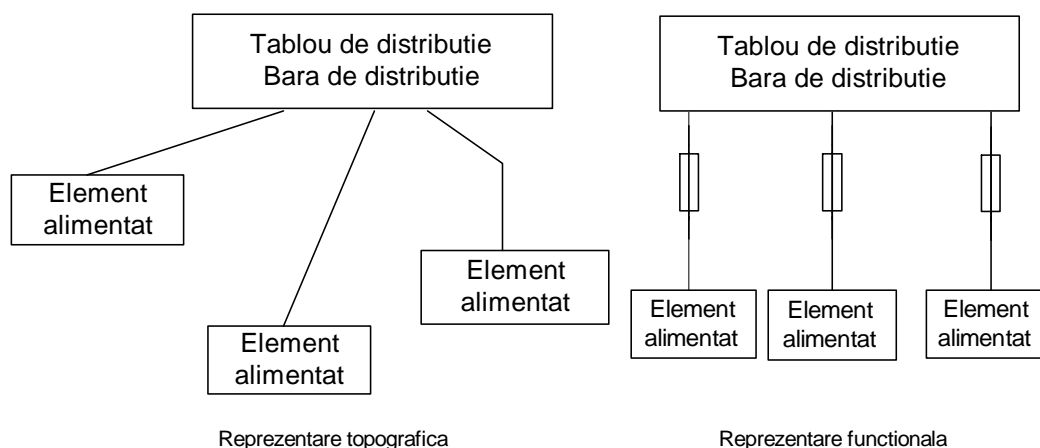 Tablou de distributie
Bara de distributie
Element
alimentat
Element
alimentat
Element
alimentat
Reprezentare topografica
Tablou de distributie
Bara de distributie
Element
alimentat
Element
alimentat
Element
alimentat
Reprezentare functionala